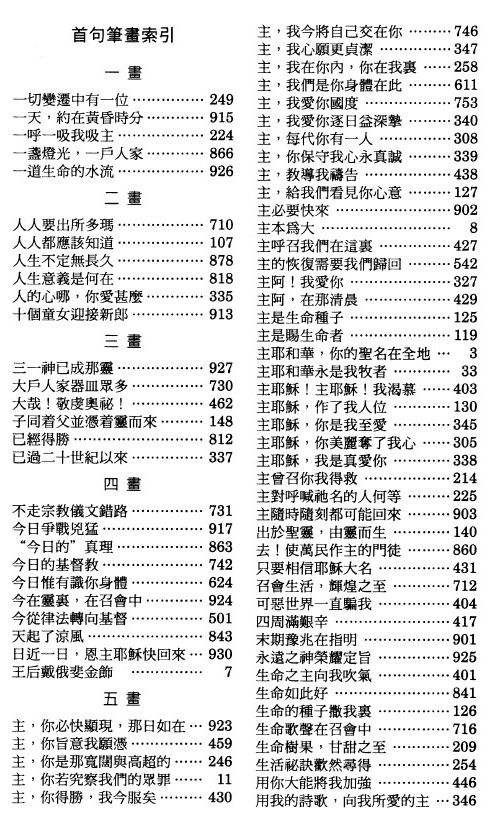 首句筆畫索引
一 畫
一切變遷中有一位 ············ 249
一天，約在黃昏時分 ········· 915
一呼一吸我吸主 ··············· 224
一盞燈光，一戶人家 ········· 866
一道生命的水流 ··············· 926
二 畫
人人要出所多瑪 ··············· 710
人人都應該知道 ··············· 107
人生不定無長久 ··············· 878
人生意義是何在 ··············· 818
人的心哪，你愛甚麼 ········· 335
十個童女迎接新郎 ············ 913
三 畫
三一神已成那靈 ··············· 927
大戶人家器皿眾多 ············ 730
大哉！敬虔奧祕！ ············ 462
子同着父並憑着靈而來 ······ 148
已經得勝 ························ 812
已過二十世紀以來 ············ 337
四 畫
不走宗教儀文錯路 ············ 731
今日爭戰兇猛 ·················· 917
“今日的”真理 ·················· 863
今日的基督教 ·················· 742
今日惟有識你身體 ············ 624
今在靈裏，在召會中 ········· 924
今從律法轉向基督 ············ 501
天起了涼風 ····················· 843
日近一日，恩主耶穌快回來 ··· 930
王后戴俄斐金飾 ··············· 7
五 畫
主，你必快顯現，那日如在 ··· 923
主，你旨意我願憑 ············ 459
主，你是那寬闊與高超的 ······ 246
主，你若究察我們的眾罪 ······ 11
主，你得勝，我今服矣 ········· 430
主，我今將自己交在你 ········· 746
主，我心願更貞潔 ··············· 347
主，我在你內，你在我裏 ······ 258
主，我們是你身體在此 ········· 611
主，我愛你國度 ·················· 753
主，我愛你逐日益深摯 ········· 340
主，每代你有一人 ··············· 308
主，你保守我心永真誠 ········· 339
主，教導我禱告 ·················· 438
主，給我們看見你心意 ········· 127
主必要快來 ························ 902
主本爲大 ··························· 8
主呼召我們在這裏 ··············· 427
主的恢復需要我們歸回 ········· 542
主阿！我愛你 ····················· 327
主阿，在那清晨 ·················· 429
主是生命種子 ····················· 125
主是賜生命者 ····················· 119
主耶和華，你的聖名在全地 ··· 3
主耶和華永是我牧者 ············ 33
主耶穌！主耶穌！我渴慕 ······ 403
主耶穌，作了我人位 ············ 130
主耶穌，你是我至愛 ············ 345
主耶穌，你美麗奪了我心 ······ 305
主耶穌，我是真愛你 ············ 338
主曾召你我得救 ·················· 214
主對呼喊祂名的人何等 ········· 225
主隨時隨刻都可能回來 ········· 903
出於聖靈，由靈而生 ············ 140
去！使萬民作主的門徒 ········· 860
只要相信耶穌大名 ··············· 431
召會生活，輝煌之至 ············ 712
可惡世界一直騙我 ··············· 404
四周滿艱辛 ························ 417
末期豫兆在指明 ·················· 901
永遠之神榮耀定旨 ··············· 925
生命之主向我吹氣 ··············· 401
生命如此好 ························ 841
生命的種子撒我裏 ··············· 126
生命歌聲在召會中 ··············· 716
生命樹果，甘甜之至 ············ 209
生活祕訣歡然尋得 ··············· 254
用你大能將我加強 ··············· 446
用我的詩歌，向我所愛的主 ··· 346